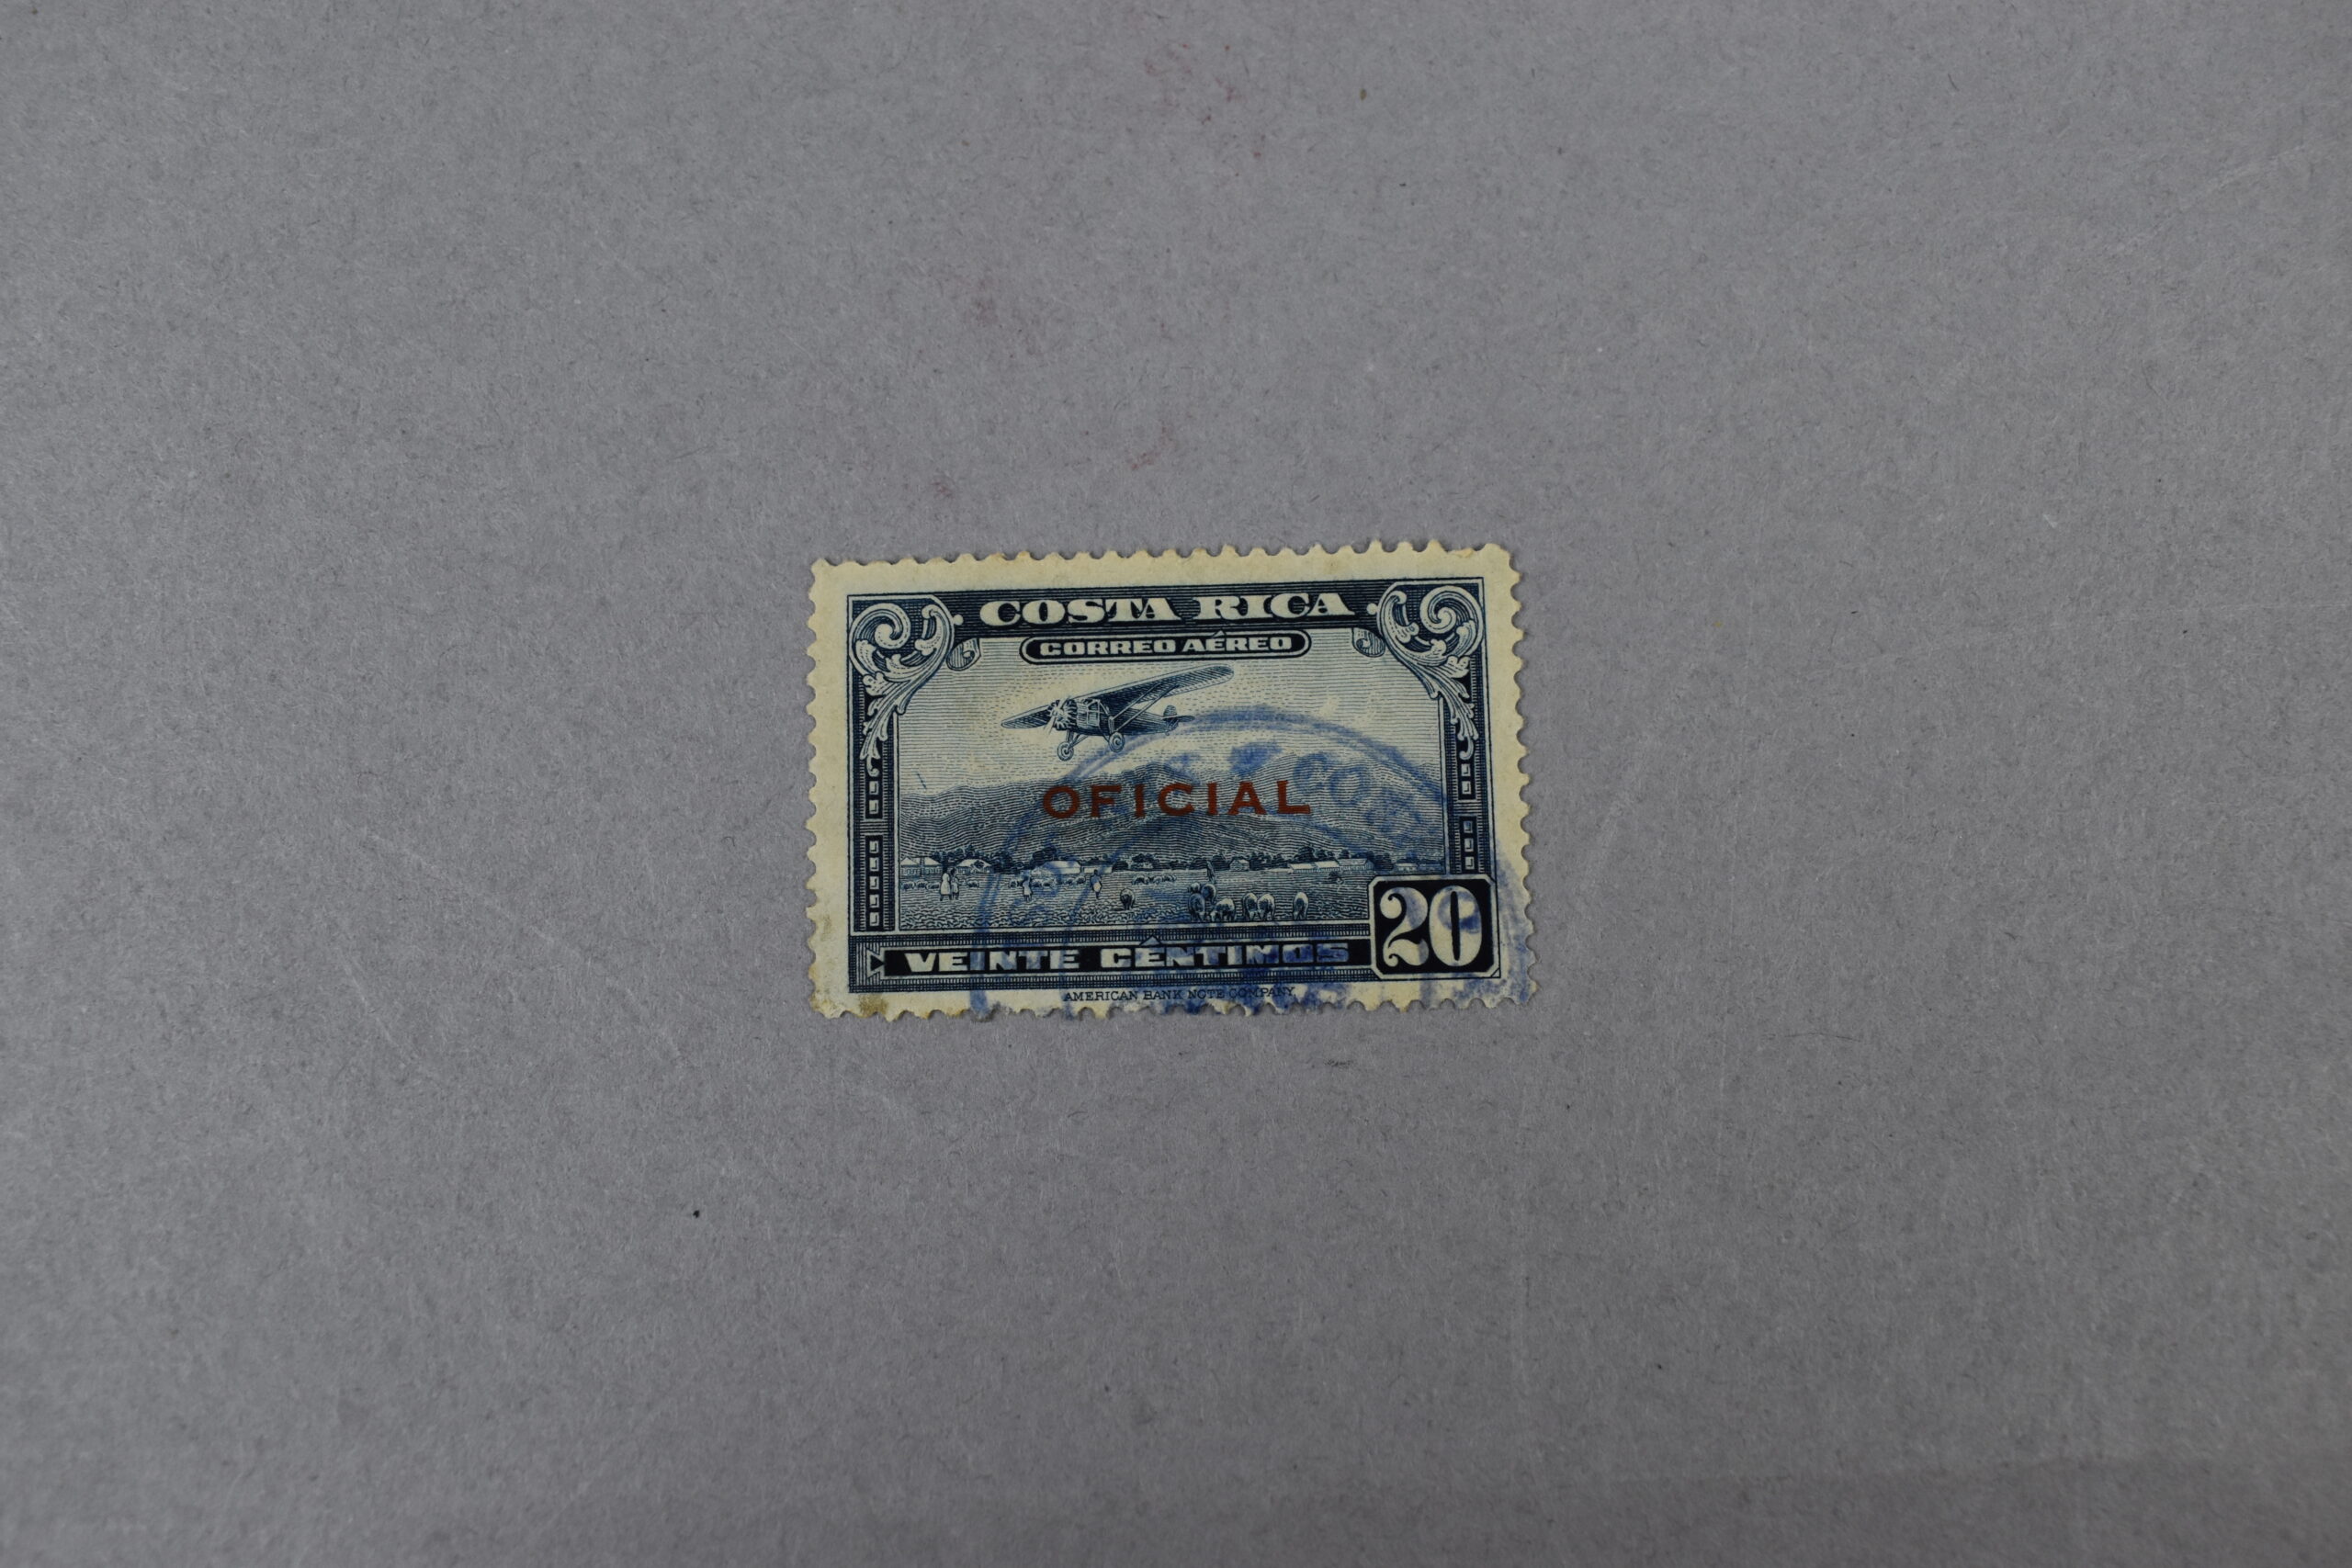 COSTA RICA
CORREO AÉREO
OFICIAL
VEINTE CÉNTIMOS
20
AMERICAN BANK NOTE COMPANY